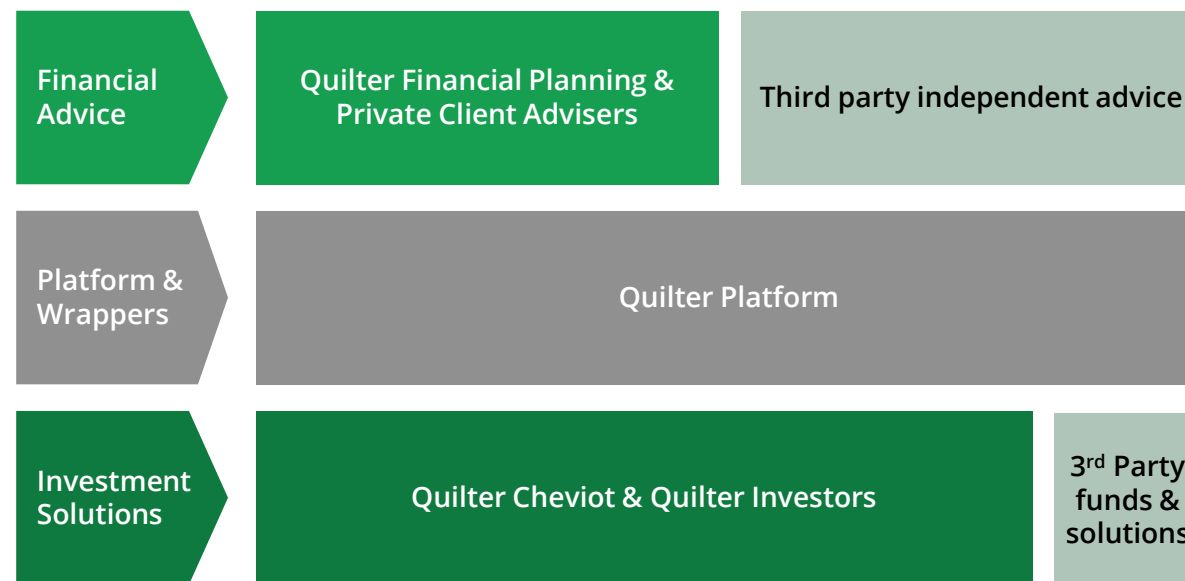 Financial
Advice
Quilter Financial Planning &
Private Client Advisers
Third party independent advice
Platform &
Wrappers
Quilter Platform
Investment
Solutions
Quilter Cheviot & Quilter Investors
3rd Party
funds &
solutions